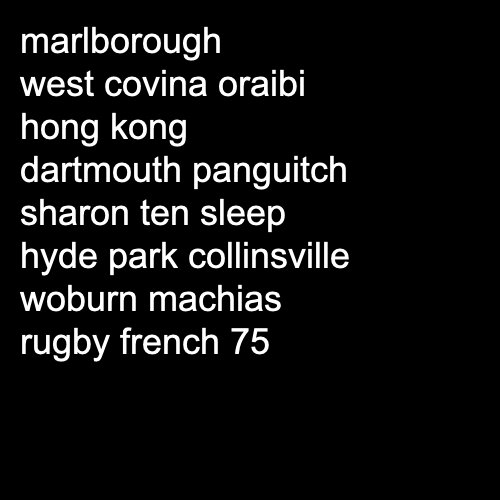 marlborough
west covina oraibi
hong kong
dartmouth panguitch
sharon ten sleep
hyde park collinsville
woburn machias
rugby french 75